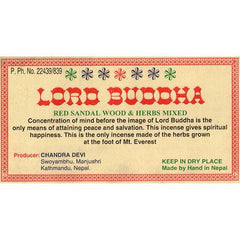 P. Ph. No. 22439/839
LORD BUDDHA
RED SANDAL WOOD & HERBS MIXED
Concentration of mind before the image of Lord Buddha is the
only means of attaining peace and salvation. This incense gives spiritual
happiness. This is the only incense made of the herbs grown
at the foot of Mt. Everest
Producer: CHANDRA DEVI
Swoyambhu, Manjushri
Kathmandu, Nepal.
KEEP IN DRY PLACE
Made by Hand in Nepal